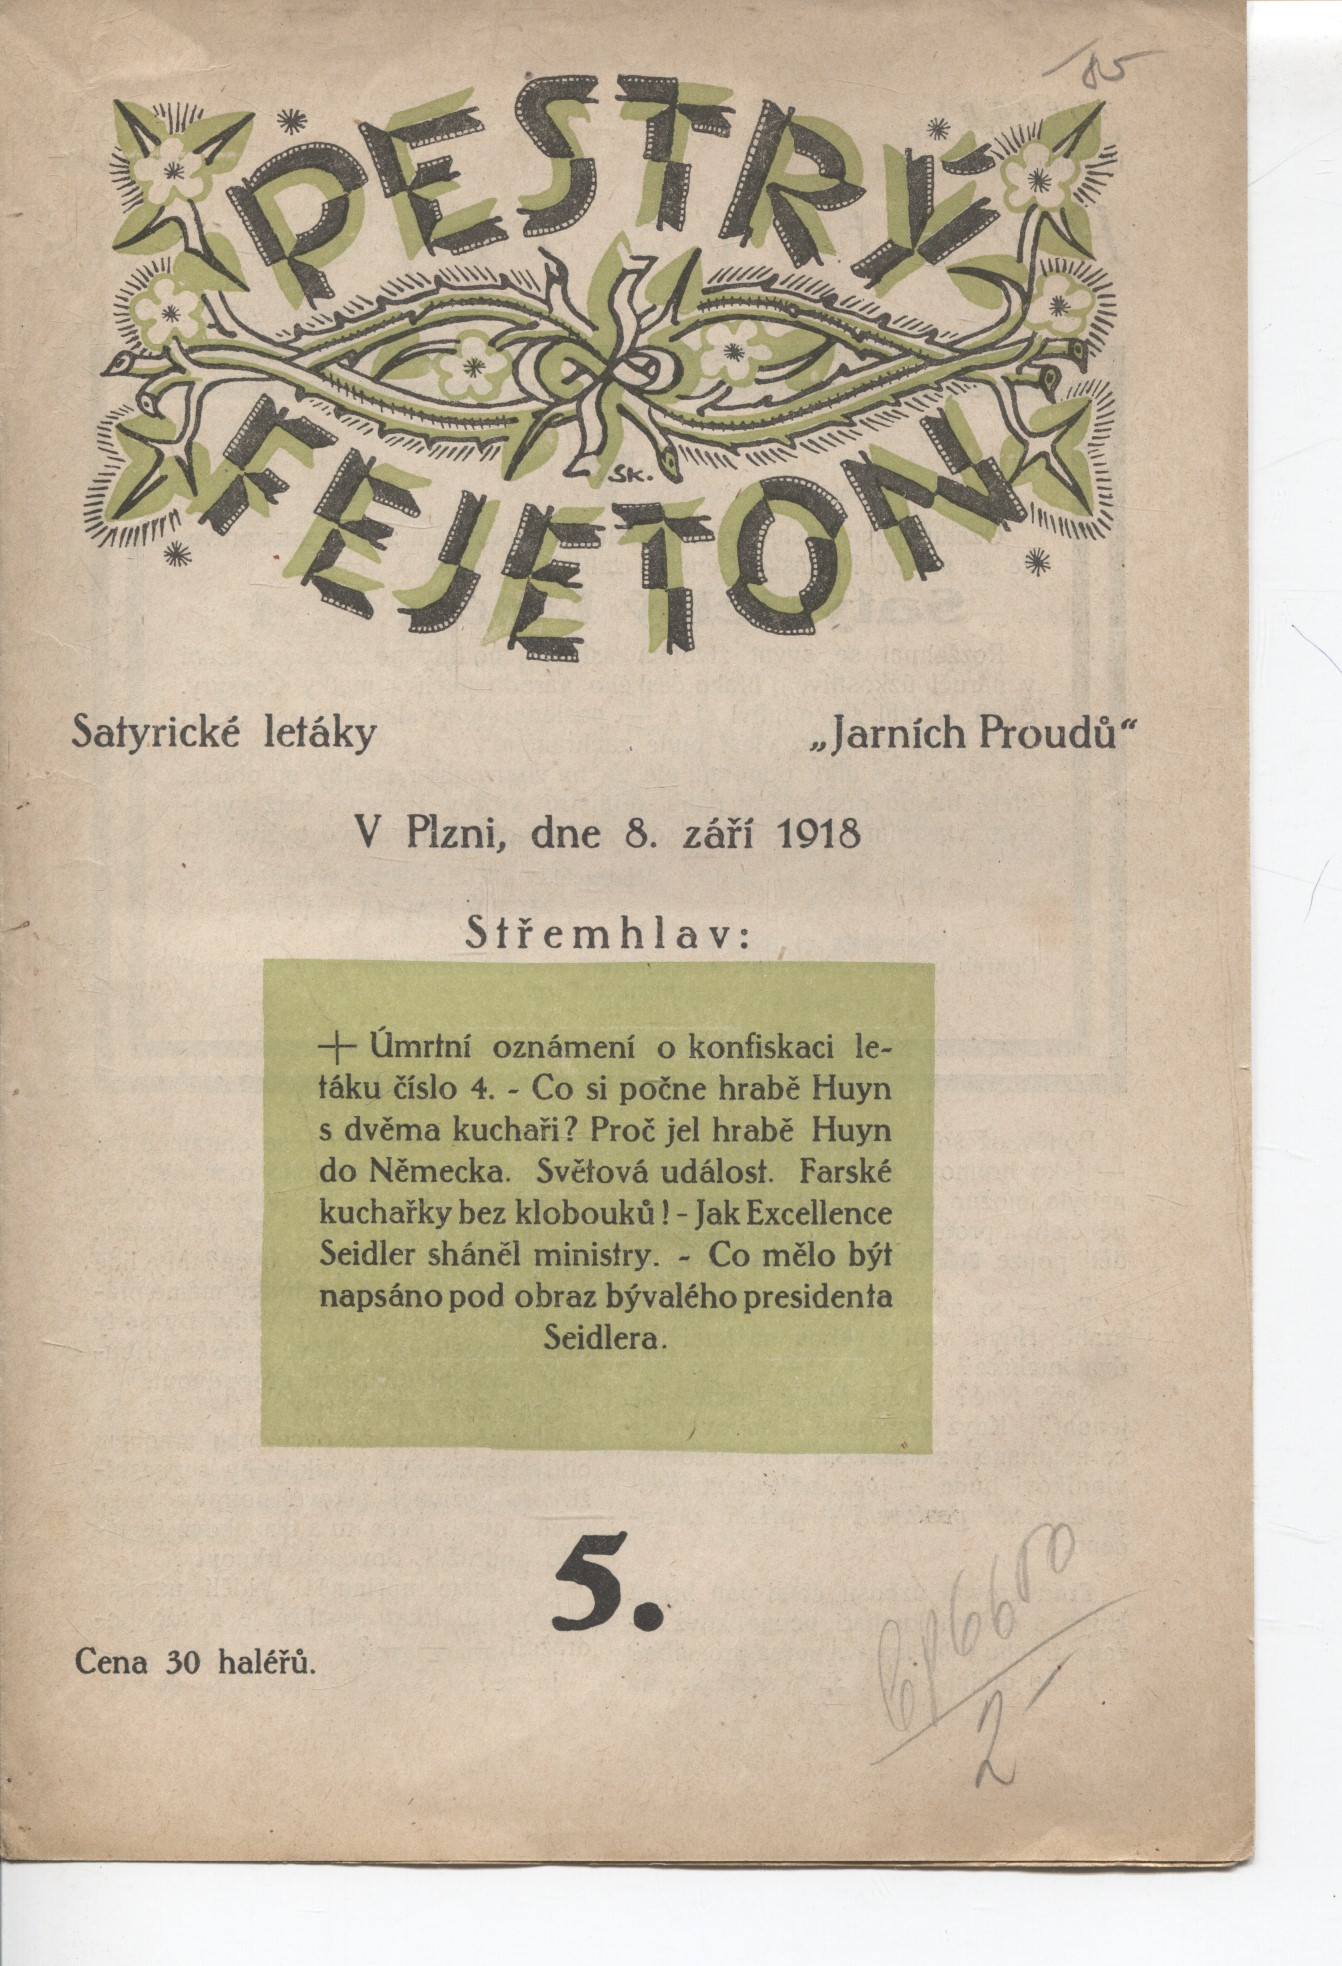 PESTRÝ
FEJETON
SK.
Satyrické letáky „Jarních Proudů“
V Plzni, dne 8. září 1918
Střemhlav:
+ Úmrtní oznámení o konfiskaci le-
táku číslo 4. - Co si počne hrabě Huyn
s dvěma kuchaři? Proč jel hrabě Huyn
do Německa. Světová událost. Farské
kuchařky bez klobouků! - Jak Excellence
Seidler sháněl ministry. - Co mělo být
napsáno pod obraz bývalého presidenta
Seidlera.
5.
Cena 30 haléřů.